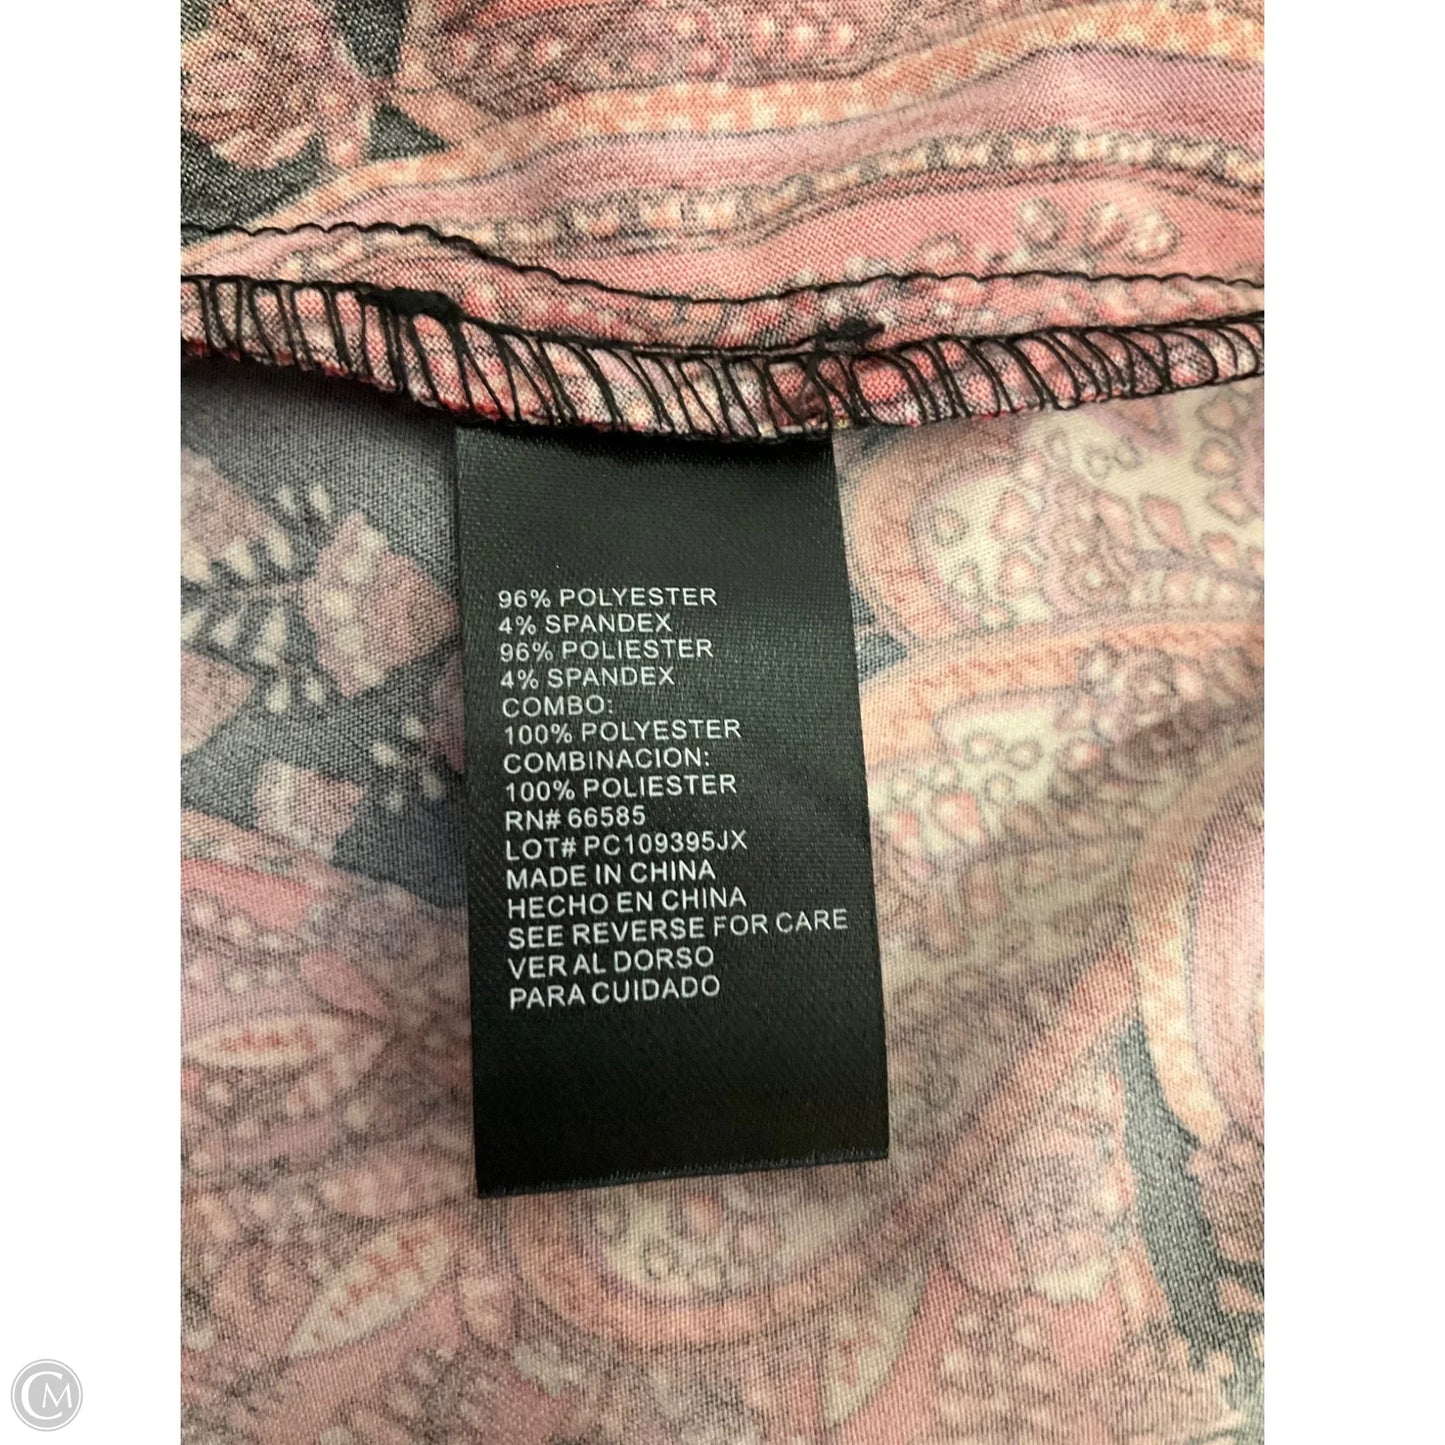 96% POLYESTER
4% SPANDEX
96% POLIESTER
4% SPANDEX
COMBO:
100% POLYESTER
COMBINACION:
100% POLIESTER
RN# 66585
LOT# PC109395JX
MADE IN CHINA
HECHO EN CHINA
SEE REVERSE FOR CARE
VER AL DORSO
PARA CUIDADO
CM